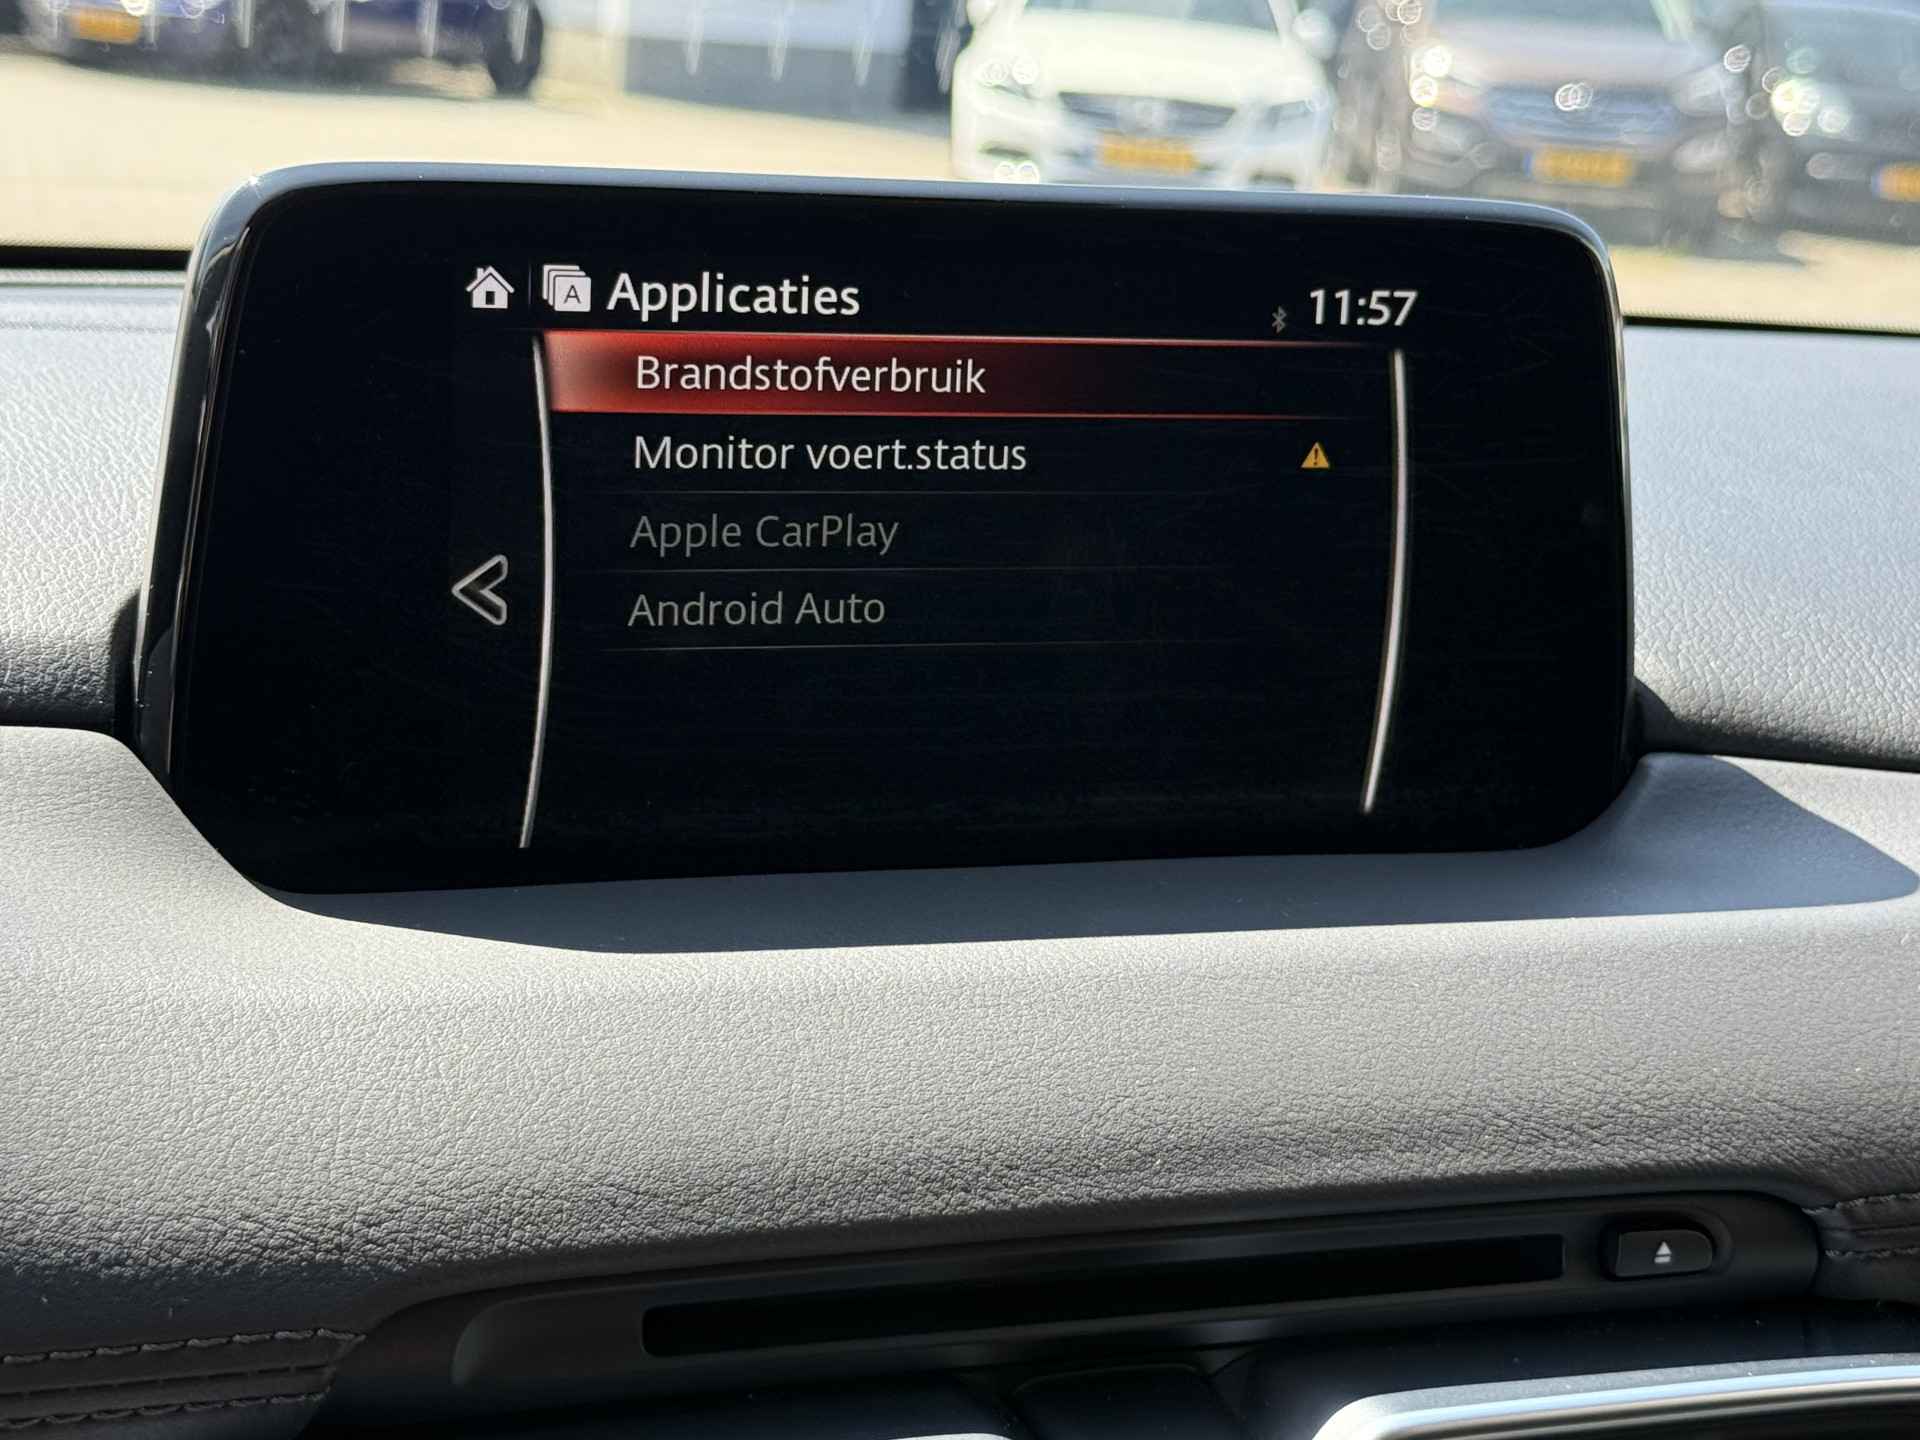 Applicaties
11:57
Brandstofverbruik
Monitor voert.status
Apple CarPlay
Android Auto